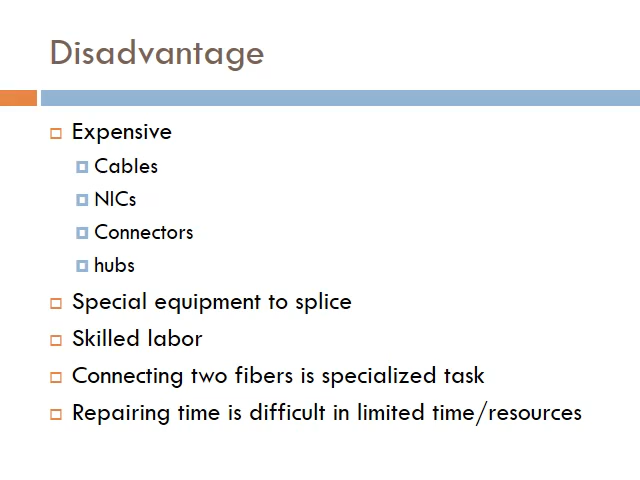 Disadvantage
Expensive
Cables
NICs
Connectors
hubs
Special equipment to splice
Skilled labor
Connecting two fibers is specialized task
Repairing time is difficult in limited time/resources